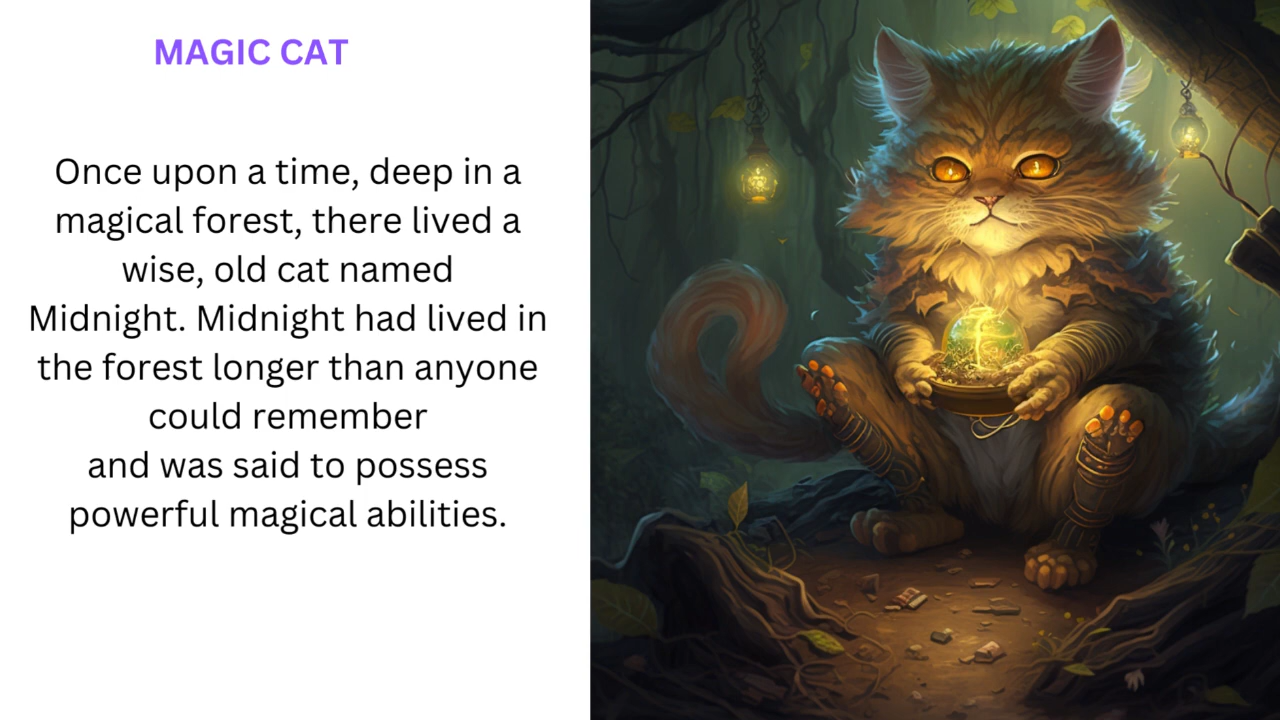 MAGIC CAT
Once upon a time, deep in a
magical forest, there lived a
wise, old cat named
Midnight. Midnight had lived in
the forest longer than anyone
could remember
and was said to possess
powerful magical abilities.